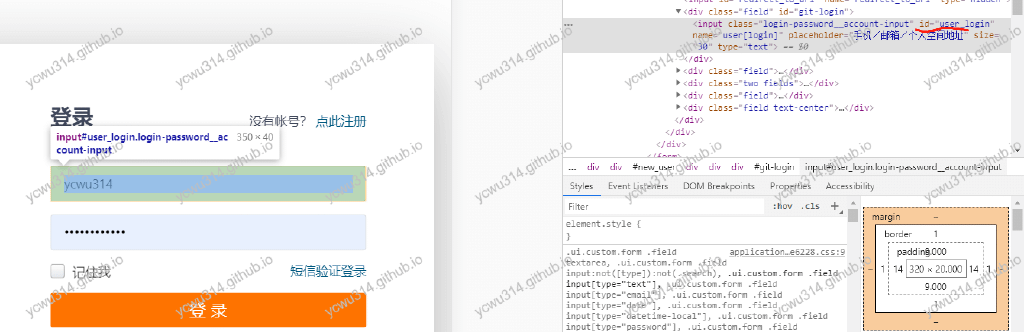 登录
没有帐号? 点此注册
input#user_login.login-password__ac 350 × 40
count-input
ycwu314
••••••••••••
记住我
短信验证登录
登 录
<div class="field" id="git-login">
<input class="login-password__account-input" id="user_login"
name="user[login]" placeholder="手机／邮箱／个人空间地址" size=
"30" type="text"> == $0
</div>
<div class="field">…</div>
<div class="two fields">…</div>
<div class="field">…</div>
<div class="field text-center">…</div>
</div>
</div>
</form>
... div div #new_user div div #git-login input#user_login.login-password__account-input
Styles Event Listeners DOM Breakpoints Properties Accessibility
Filter :hov .cls +
element.style {
}
.ui.custom.form .field application…e6228.css:9
textarea, .ui.custom.form .field
input:not([type]):not(.search), .ui.custom.form .field
input[type="text"], .ui.custom.form .field
input[type="email"], .ui.custom.form .field
input[type="date"], .ui.custom.form .field
input[type="datetime-local"], .ui.custom.form .field
input[type="password"], .ui.custom.form .field
margin –
border 1
padding 9.000
– 1 14 320 × 20.000 14 1 –
9.000
1
ycwu314.github.io